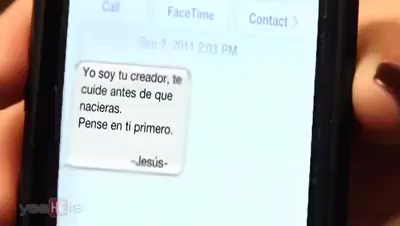 Call
FaceTime
Contact >
Sep 2, 2011 2:03 PM
Yo soy tu creador, te
cuide antes de que
nacieras.
Pense en ti primero.
-Jesús-